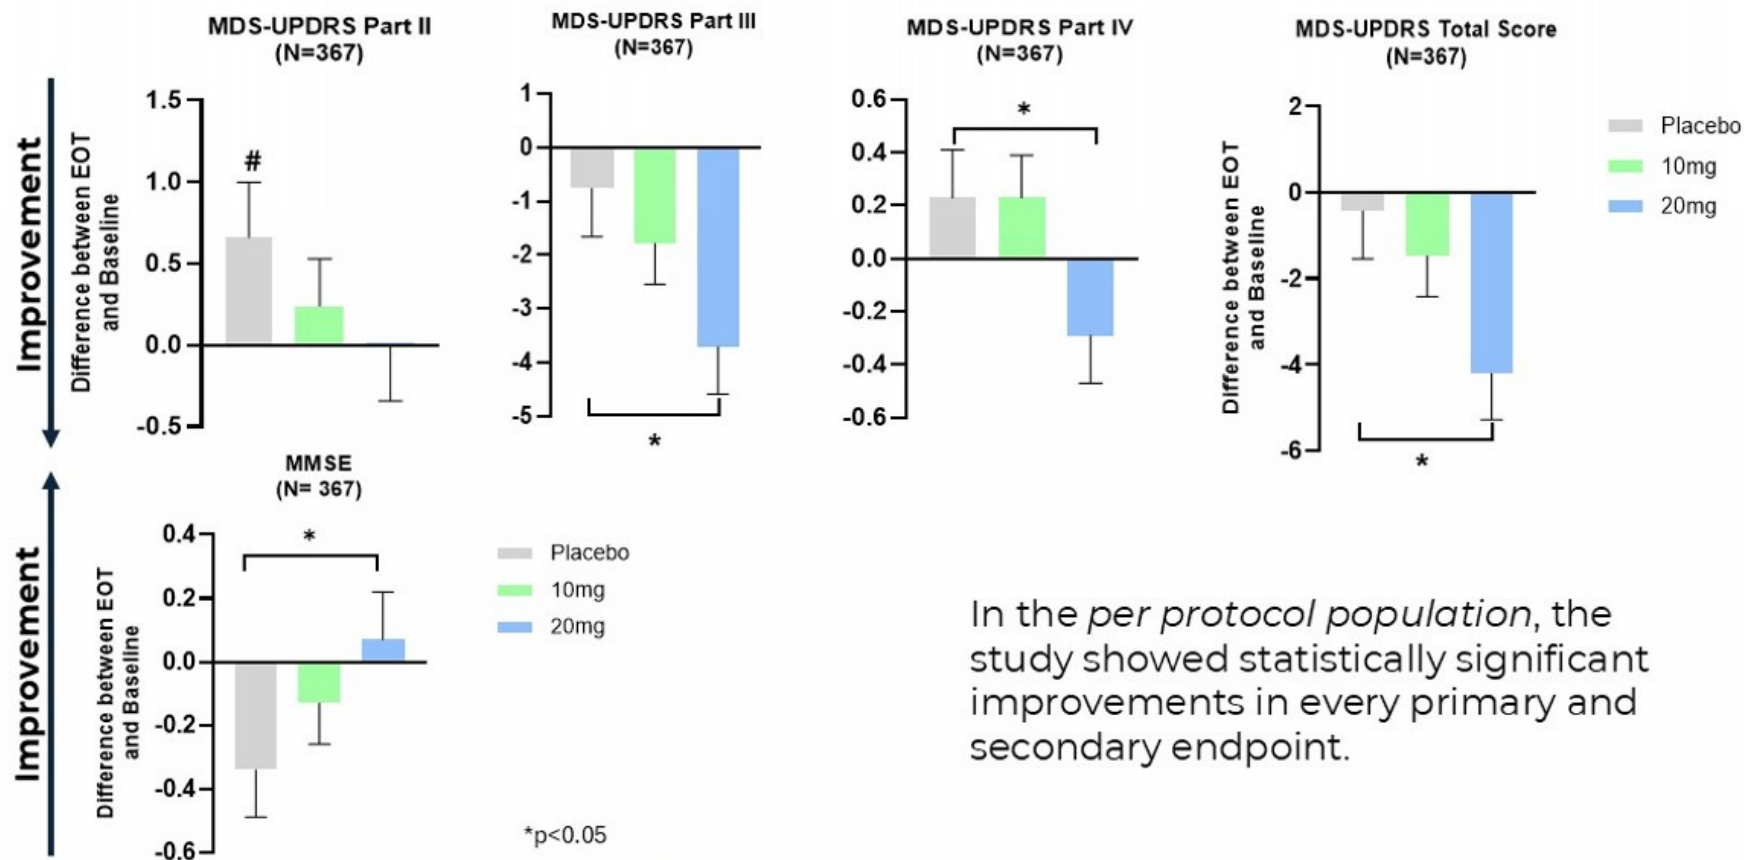 MDS-UPDRS Part II
(N=367)
MDS-UPDRS Part III
(N=367)
MDS-UPDRS Part IV
(N=367)
MDS-UPDRS Total Score
(N=367)
Improvement
Difference between EOT
and Baseline
1.5
1.0
0.5
0.0
-0.5
#
1
0
-1
-2
-3
-4
-5
*
0.6
0.4
0.2
0.0
-0.2
-0.4
-0.6
*
Difference between EOT
and Baseline
2
0
-2
-4
-6
*
Placebo
10mg
20mg
Improvement
MMSE
(N= 367)
Difference between EOT
and Baseline
0.4
0.2
0.0
-0.2
-0.4
-0.6
*
Placebo
10mg
20mg
*p<0.05
In the per protocol population, the
study showed statistically significant
improvements in every primary and
secondary endpoint.